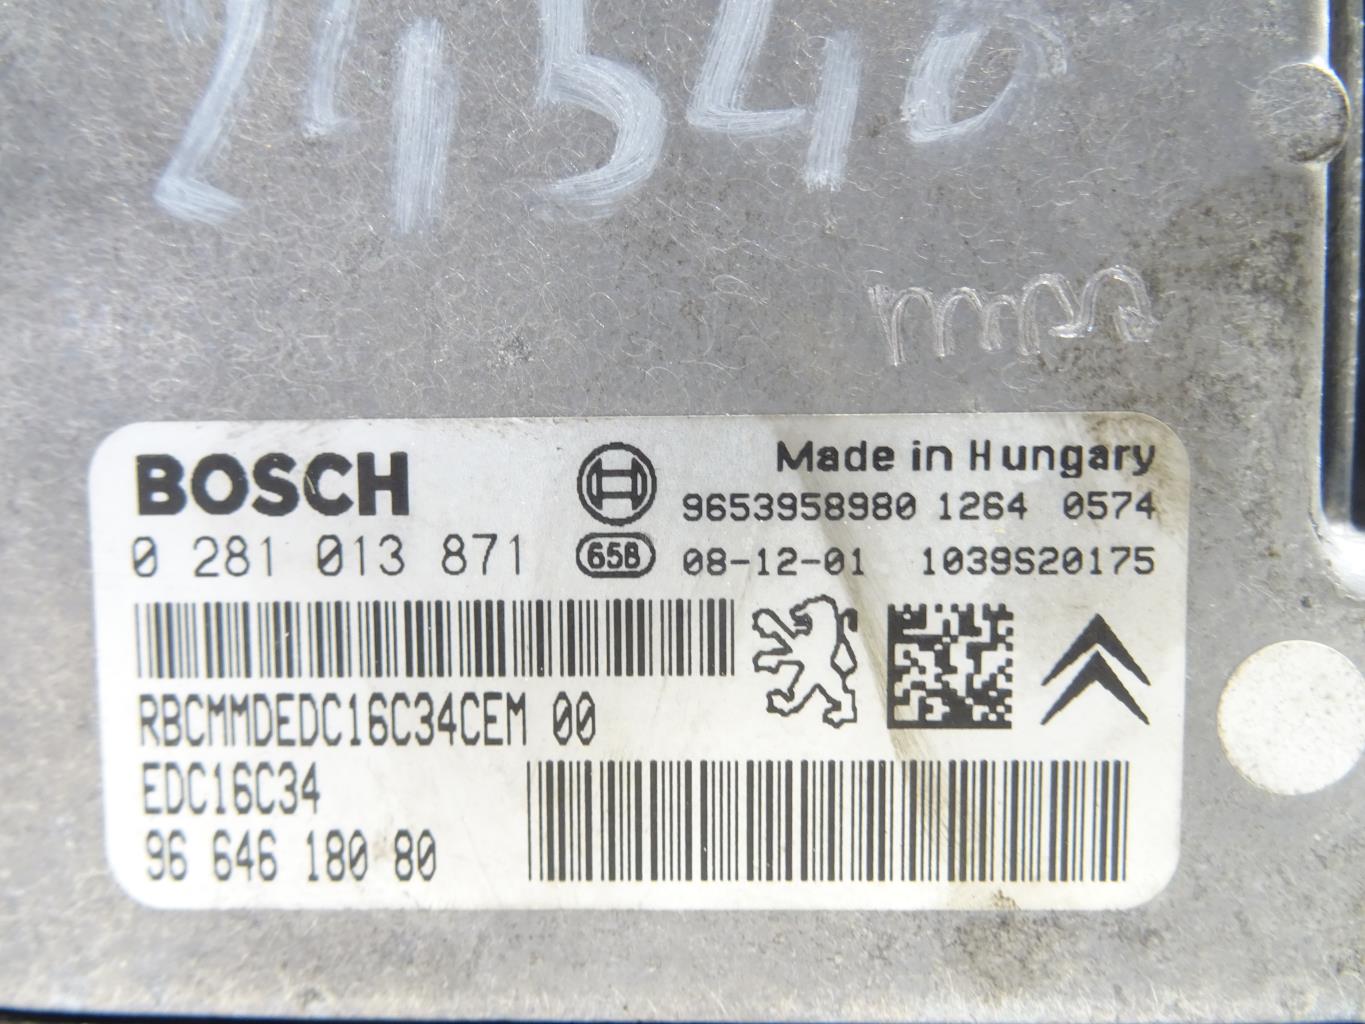 24540
BOSCH
Made in Hungary
9653958980 1264 0574
0 281 013 871
658
08-12-01 1039S20175
RBCMMDEDC16C34CEM 00
EDC16C34
96 646 180 80